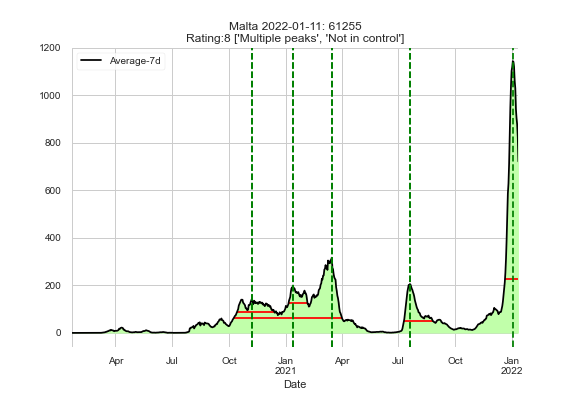 Malta 2022-01-11: 61255
Rating:8 ['Multiple peaks', 'Not in control']
Average-7d
1200
1000
800
600
400
200
0
Apr
Jul
Oct
Jan
2021
Apr
Jul
Oct
Jan
2022
Date